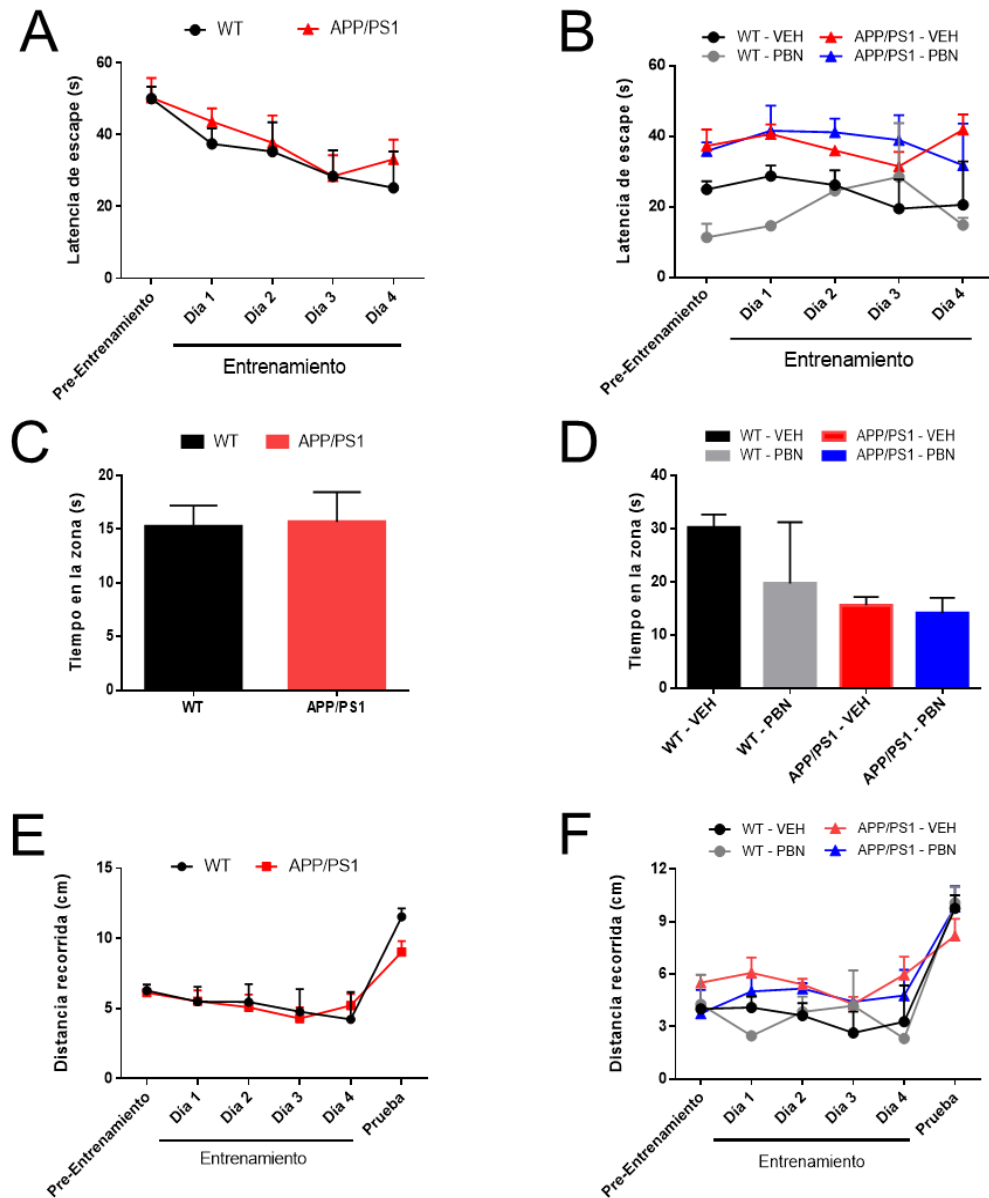 A
WT APP/PS1
Latencia de escape (s)
60
40
20
0
Pre-Entrenamiento
Día 1
Día 2
Día 3
Día 4
Entrenamiento
B
WT - VEH APP/PS1 - VEH
WT - PBN APP/PS1 - PBN
Latencia de escape (s)
60
40
20
0
Pre-Entrenamiento
Día 1
Día 2
Día 3
Día 4
Entrenamiento
C
WT APP/PS1
Tiempo en la zona (s)
20
15
10
5
0
WT APP/PS1
D
WT - VEH APP/PS1 - VEH
WT - PBN APP/PS1 - PBN
Tiempo en la zona (s)
40
30
20
10
0
WT - VEH
WT - PBN
APP/PS1 - VEH
APP/PS1 - PBN
E
WT APP/PS1
Distancia recorrida (cm)
15
10
5
0
Pre-Entrenamiento
Día 1
Día 2
Día 3
Día 4
Prueba
Entrenamiento
F
WT - VEH APP/PS1 - VEH
WT - PBN APP/PS1 - PBN
Distancia recorrida (cm)
12
9
6
3
0
Pre-Entrenamiento
Día 1
Día 2
Día 3
Día 4
Prueba
Entrenamiento